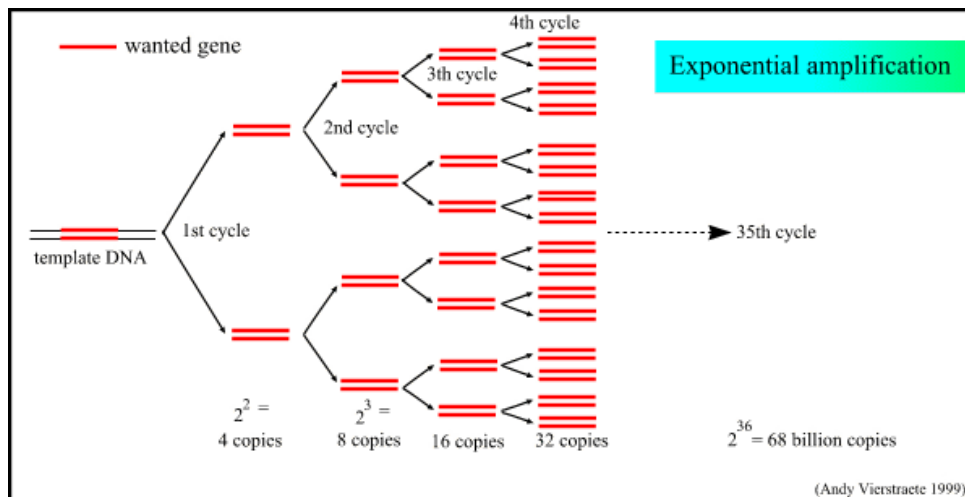 4th cycle
wanted gene
Exponential amplification
3th cycle
2nd cycle
1st cycle
35th cycle
template DNA
2^2 =
4 copies
2^3 =
8 copies
16 copies
32 copies
2^36 = 68 billion copies
(Andy Vierstraete 1999)